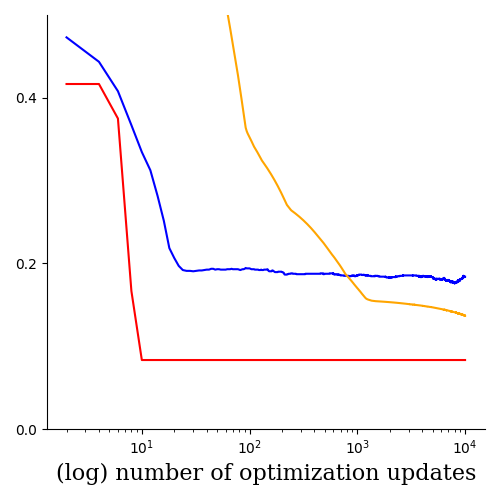 0.4
0.2
0.0
10¹ 10² 10³ 10⁴
(log) number of optimization updates